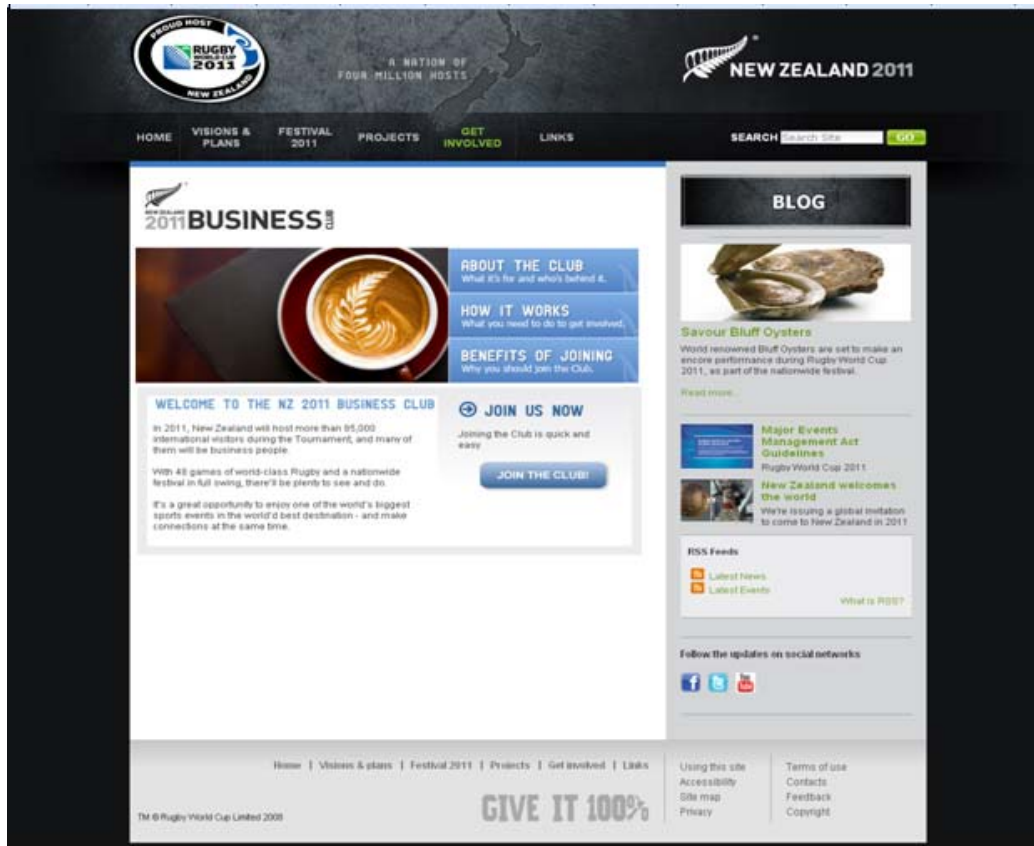 PROUD HOST
RUGBY
WORLD CUP
2011
NEW ZEALAND
A NATION OF
FOUR MILLION HOSTS
NEW ZEALAND 2011
HOME
VISIONS &
PLANS
FESTIVAL
2011
PROJECTS
GET
INVOLVED
LINKS
SEARCH
Search Site
GO
NEW ZEALAND
2011 BUSINESS CLUB
ABOUT THE CLUB
What it's for and who's behind it.
HOW IT WORKS
What you need to do to get involved.
BENEFITS OF JOINING
Why you should join the Club.
WELCOME TO THE NZ 2011 BUSINESS CLUB
In 2011, New Zealand will host more than 85,000
international visitors during the Tournament, and many of
them will be business people.
With 48 games of world-class Rugby and a nationwide
festival in full swing, there'll be plenty to see and do.
It's a great opportunity to enjoy one of the world's biggest
sports events in the world'd best destination - and make
connections at the same time.
JOIN US NOW
Joining the Club is quick and
easy
JOIN THE CLUB!
BLOG
Savour Bluff Oysters
World renowned Bluff Oysters are set to make an
encore performance during Rugby World Cup
2011, as part of the nationwide festival.
Read more...
Major Events
Management Act
Guidelines
Rugby World Cup 2011
New Zealand welcomes
the world
We're issuing a global invitation
to come to New Zealand in 2011
RSS Feeds
Latest News
Latest Events
What is RSS?
Follow the updates on social networks
You
Tube
Home | Visions & plans | Festival 2011 | Projects | Get involved | Links
GIVE IT 100%
TM © Rugby World Cup Limited 2008
Using this site
Accessibility
Site map
Privacy
Terms of use
Contacts
Feedback
Copyright